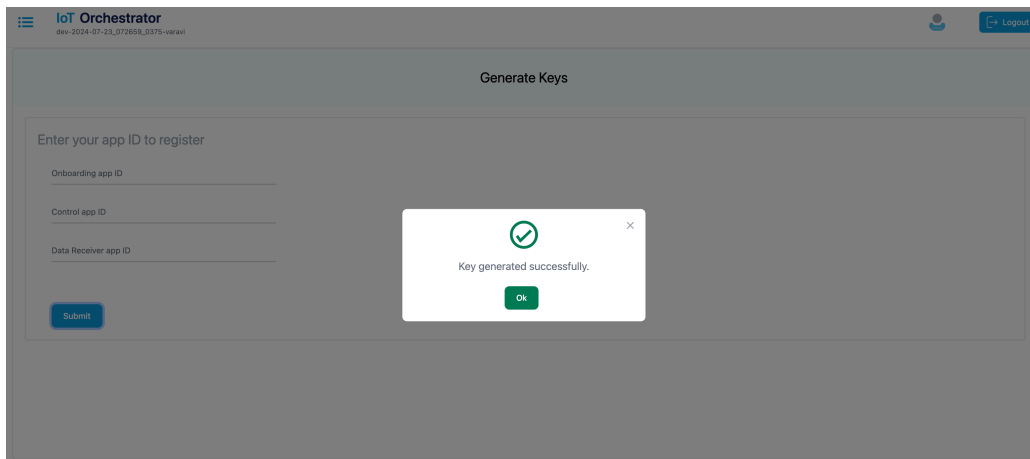 IoT Orchestrator
dev-2024-07-23_072659_0375-varavi
Logout
Generate Keys
Enter your app ID to register
Onboarding app ID
Control app ID
Data Receiver app ID
Submit
Key generated successfully.
Ok